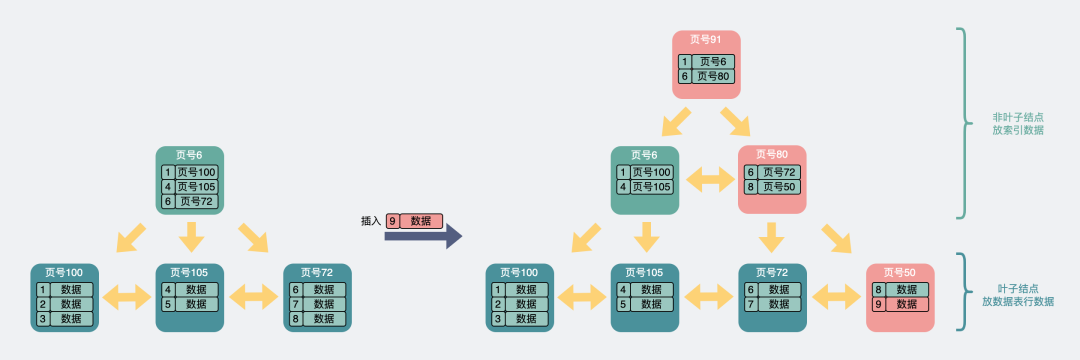 页号91
1 页号6
6 页号80
非叶子结点
放索引数据
页号6
1 页号100
4 页号105
6 页号72
插入 9 数据
页号6
1 页号100
4 页号105
页号80
6 页号72
8 页号50
页号100
1 数据
2 数据
3 数据
页号105
4 数据
5 数据
页号72
6 数据
7 数据
8 数据
页号100
1 数据
2 数据
3 数据
页号105
4 数据
5 数据
页号72
6 数据
7 数据
页号50
8 数据
9 数据
叶子结点
放数据表行数据